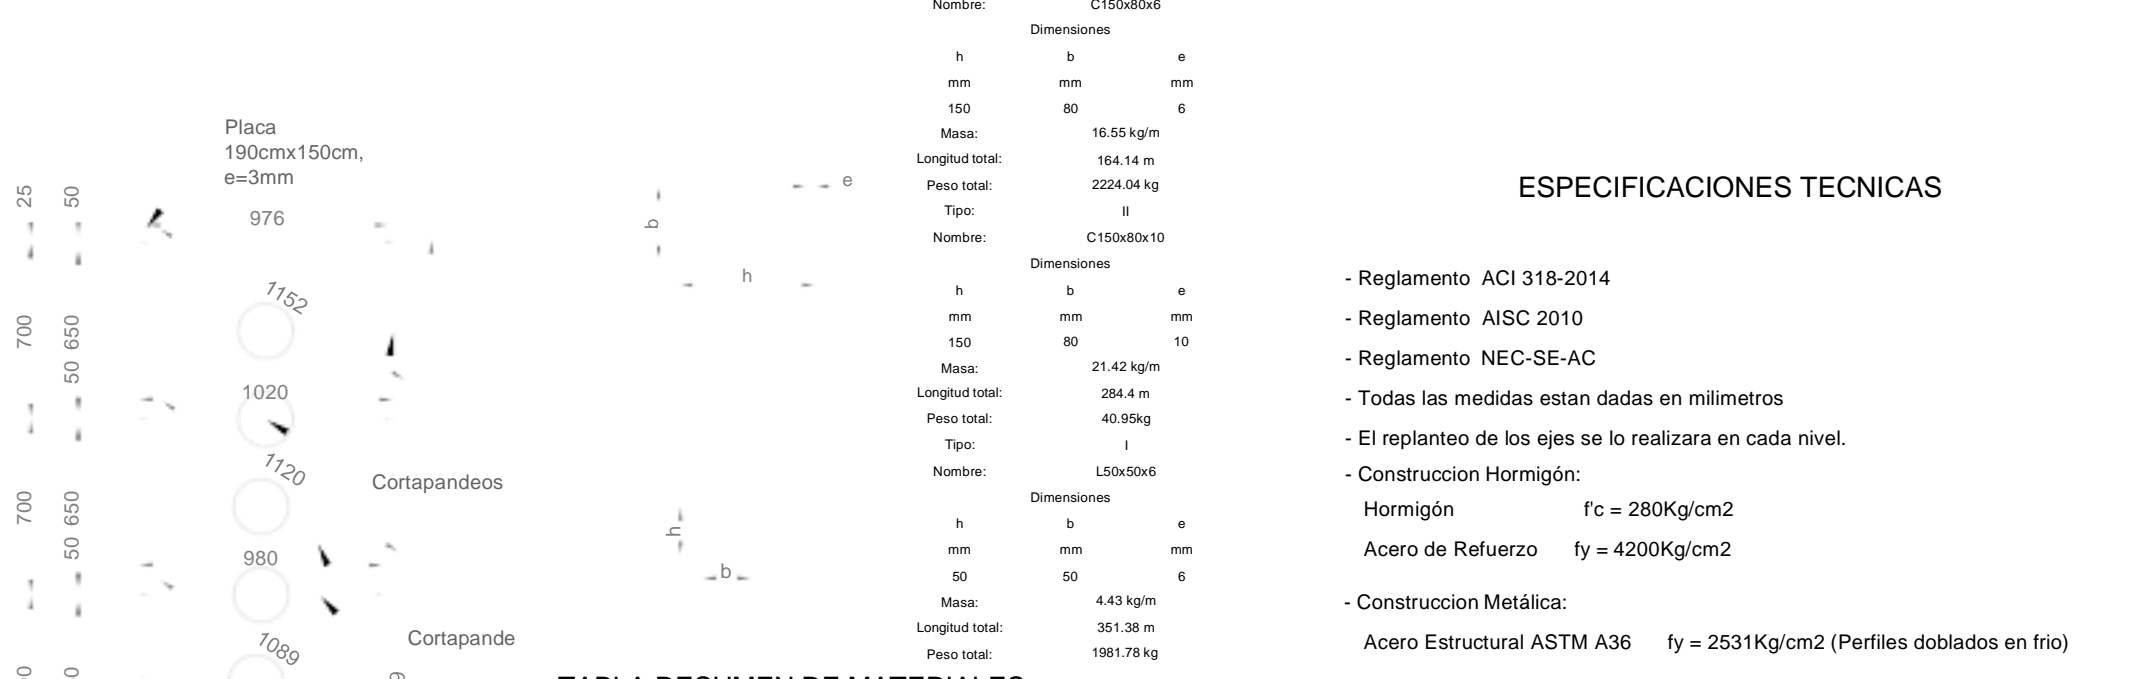 Placa
190cmx150cm,
e=3mm
25
50
976
1152
700
650
50
1020
1120
Cortapandeos
700
650
50
980
1089
Cortapande
e
b
h
h
b
Nombre: C150x80x6
Dimensiones
h b e
mm mm mm
150 80 6
Masa: 16.55 kg/m
Longitud total: 164.14 m
Peso total: 2224.04 kg
Tipo: II
Nombre: C150x80x10
Dimensiones
h b e
mm mm mm
150 80 10
Masa: 21.42 kg/m
Longitud total: 284.4 m
Peso total: 40.95kg
Tipo: I
Nombre: L50x50x6
Dimensiones
h b e
mm mm mm
50 50 6
Masa: 4.43 kg/m
Longitud total: 351.38 m
Peso total: 1981.78 kg
TABLA RESUMEN DE MATERIALES
ESPECIFICACIONES TECNICAS
- Reglamento ACI 318-2014
- Reglamento AISC 2010
- Reglamento NEC-SE-AC
- Todas las medidas estan dadas en milimetros
- El replanteo de los ejes se lo realizara en cada nivel.
- Construccion Hormigón:
Hormigón f'c = 280Kg/cm2
Acero de Refuerzo fy = 4200Kg/cm2
- Construccion Metálica:
Acero Estructural ASTM A36 fy = 2531Kg/cm2 (Perfiles doblados en frio)